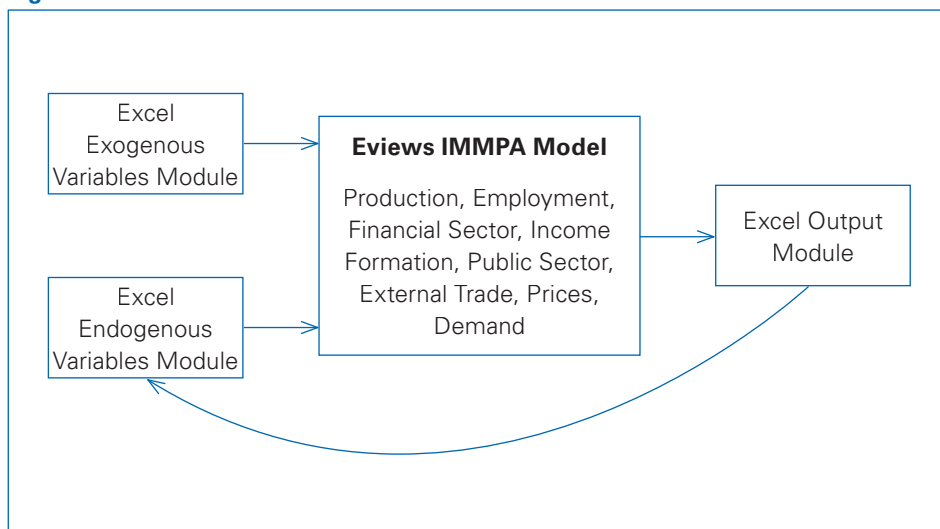 Excel
Exogenous
Variables Module
Eviews IMMPA Model
Production, Employment,
Financial Sector, Income
Formation, Public Sector,
External Trade, Prices,
Demand
Excel Output
Module
Excel
Endogenous
Variables Module